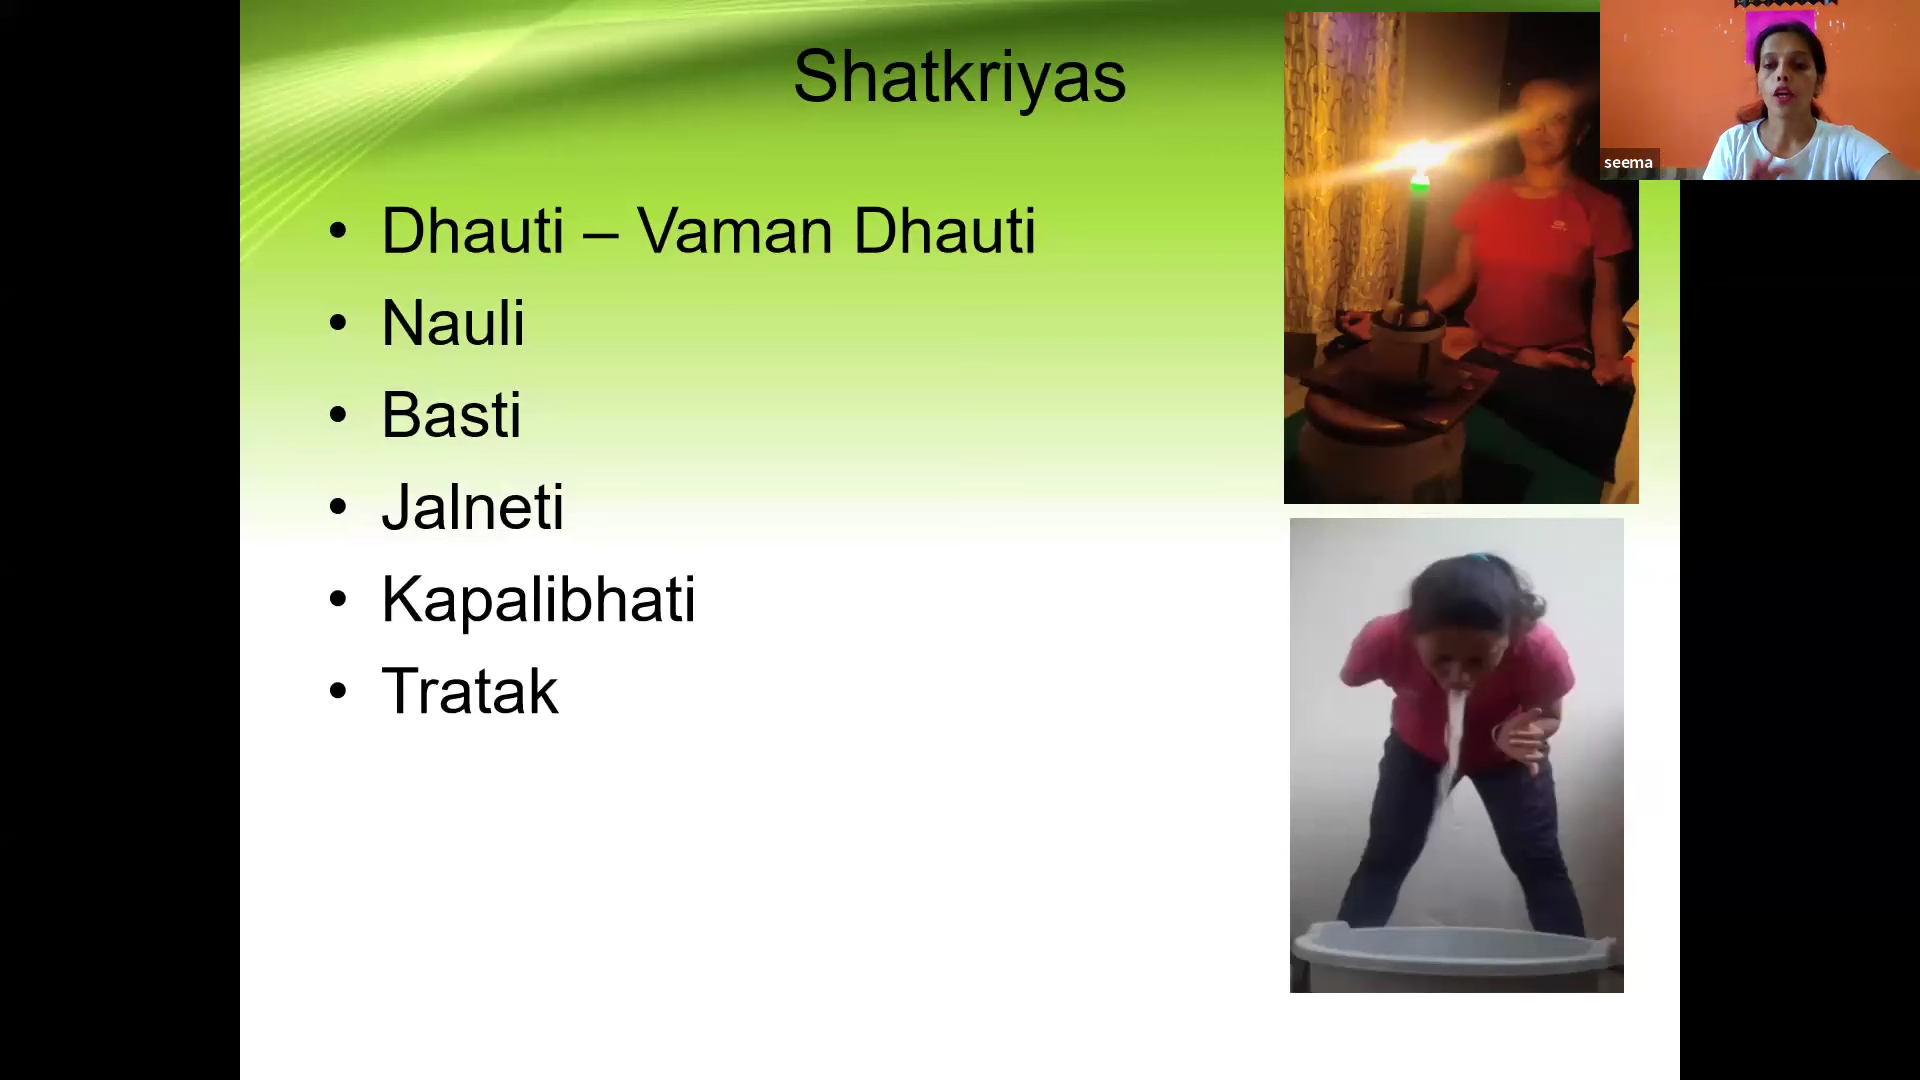 Shatkriyas
• Dhauti – Vaman Dhauti
• Nauli
• Basti
• Jalneti
• Kapalibhati
• Tratak
seema